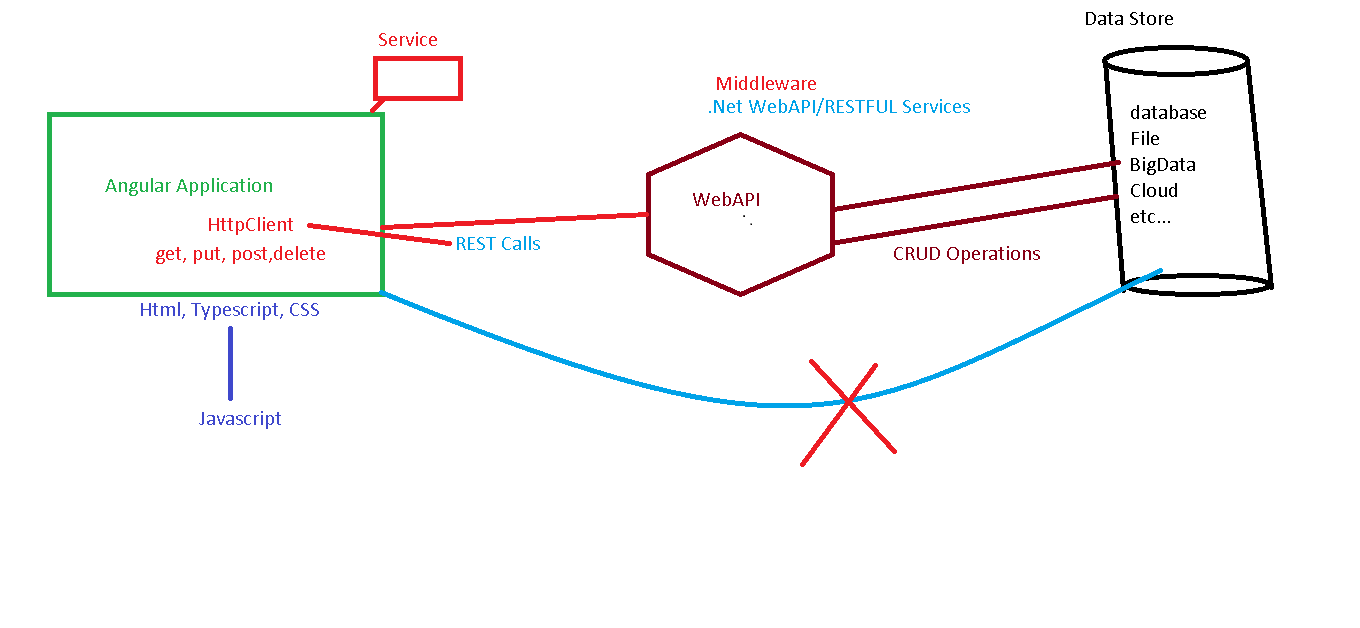 Data Store
Service
Middleware
.Net WebAPI/RESTFUL Services
database
File
BigData
Cloud
etc...
Angular Application
HttpClient
get, put, post,delete
REST Calls
WebAPI
CRUD Operations
Html, Typescript, CSS
Javascript